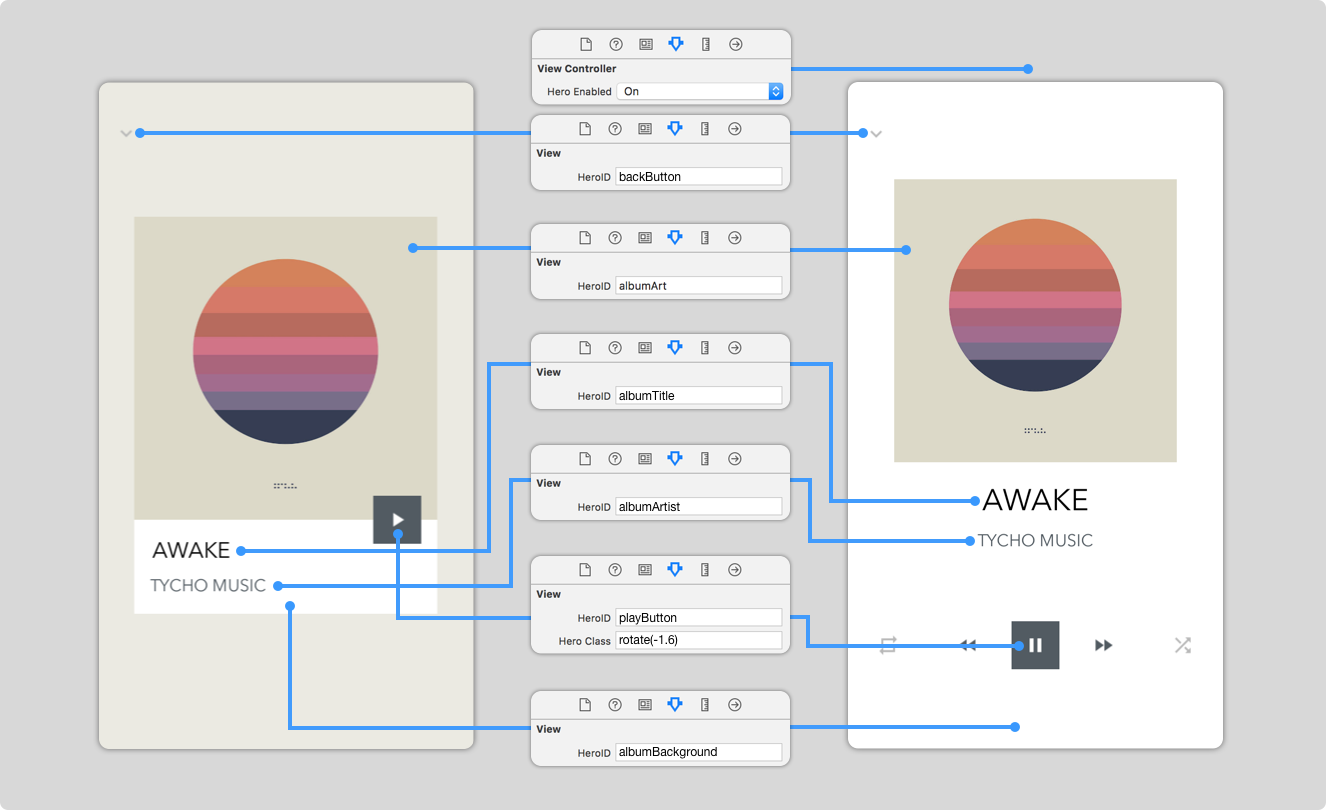 View Controller
Hero Enabled On
View
HeroID backButton
View
HeroID albumArt
View
HeroID albumTitle
View
HeroID albumArtist
View
HeroID playButton
Hero Class rotate(-1.6)
View
HeroID albumBackground
AWAKE
TYCHO MUSIC
AWAKE
TYCHO MUSIC